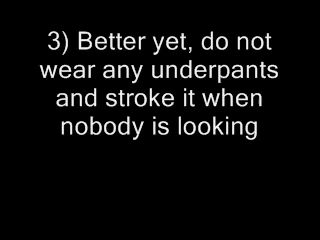 3) Better yet, do not
wear any underpants
and stroke it when
nobody is looking